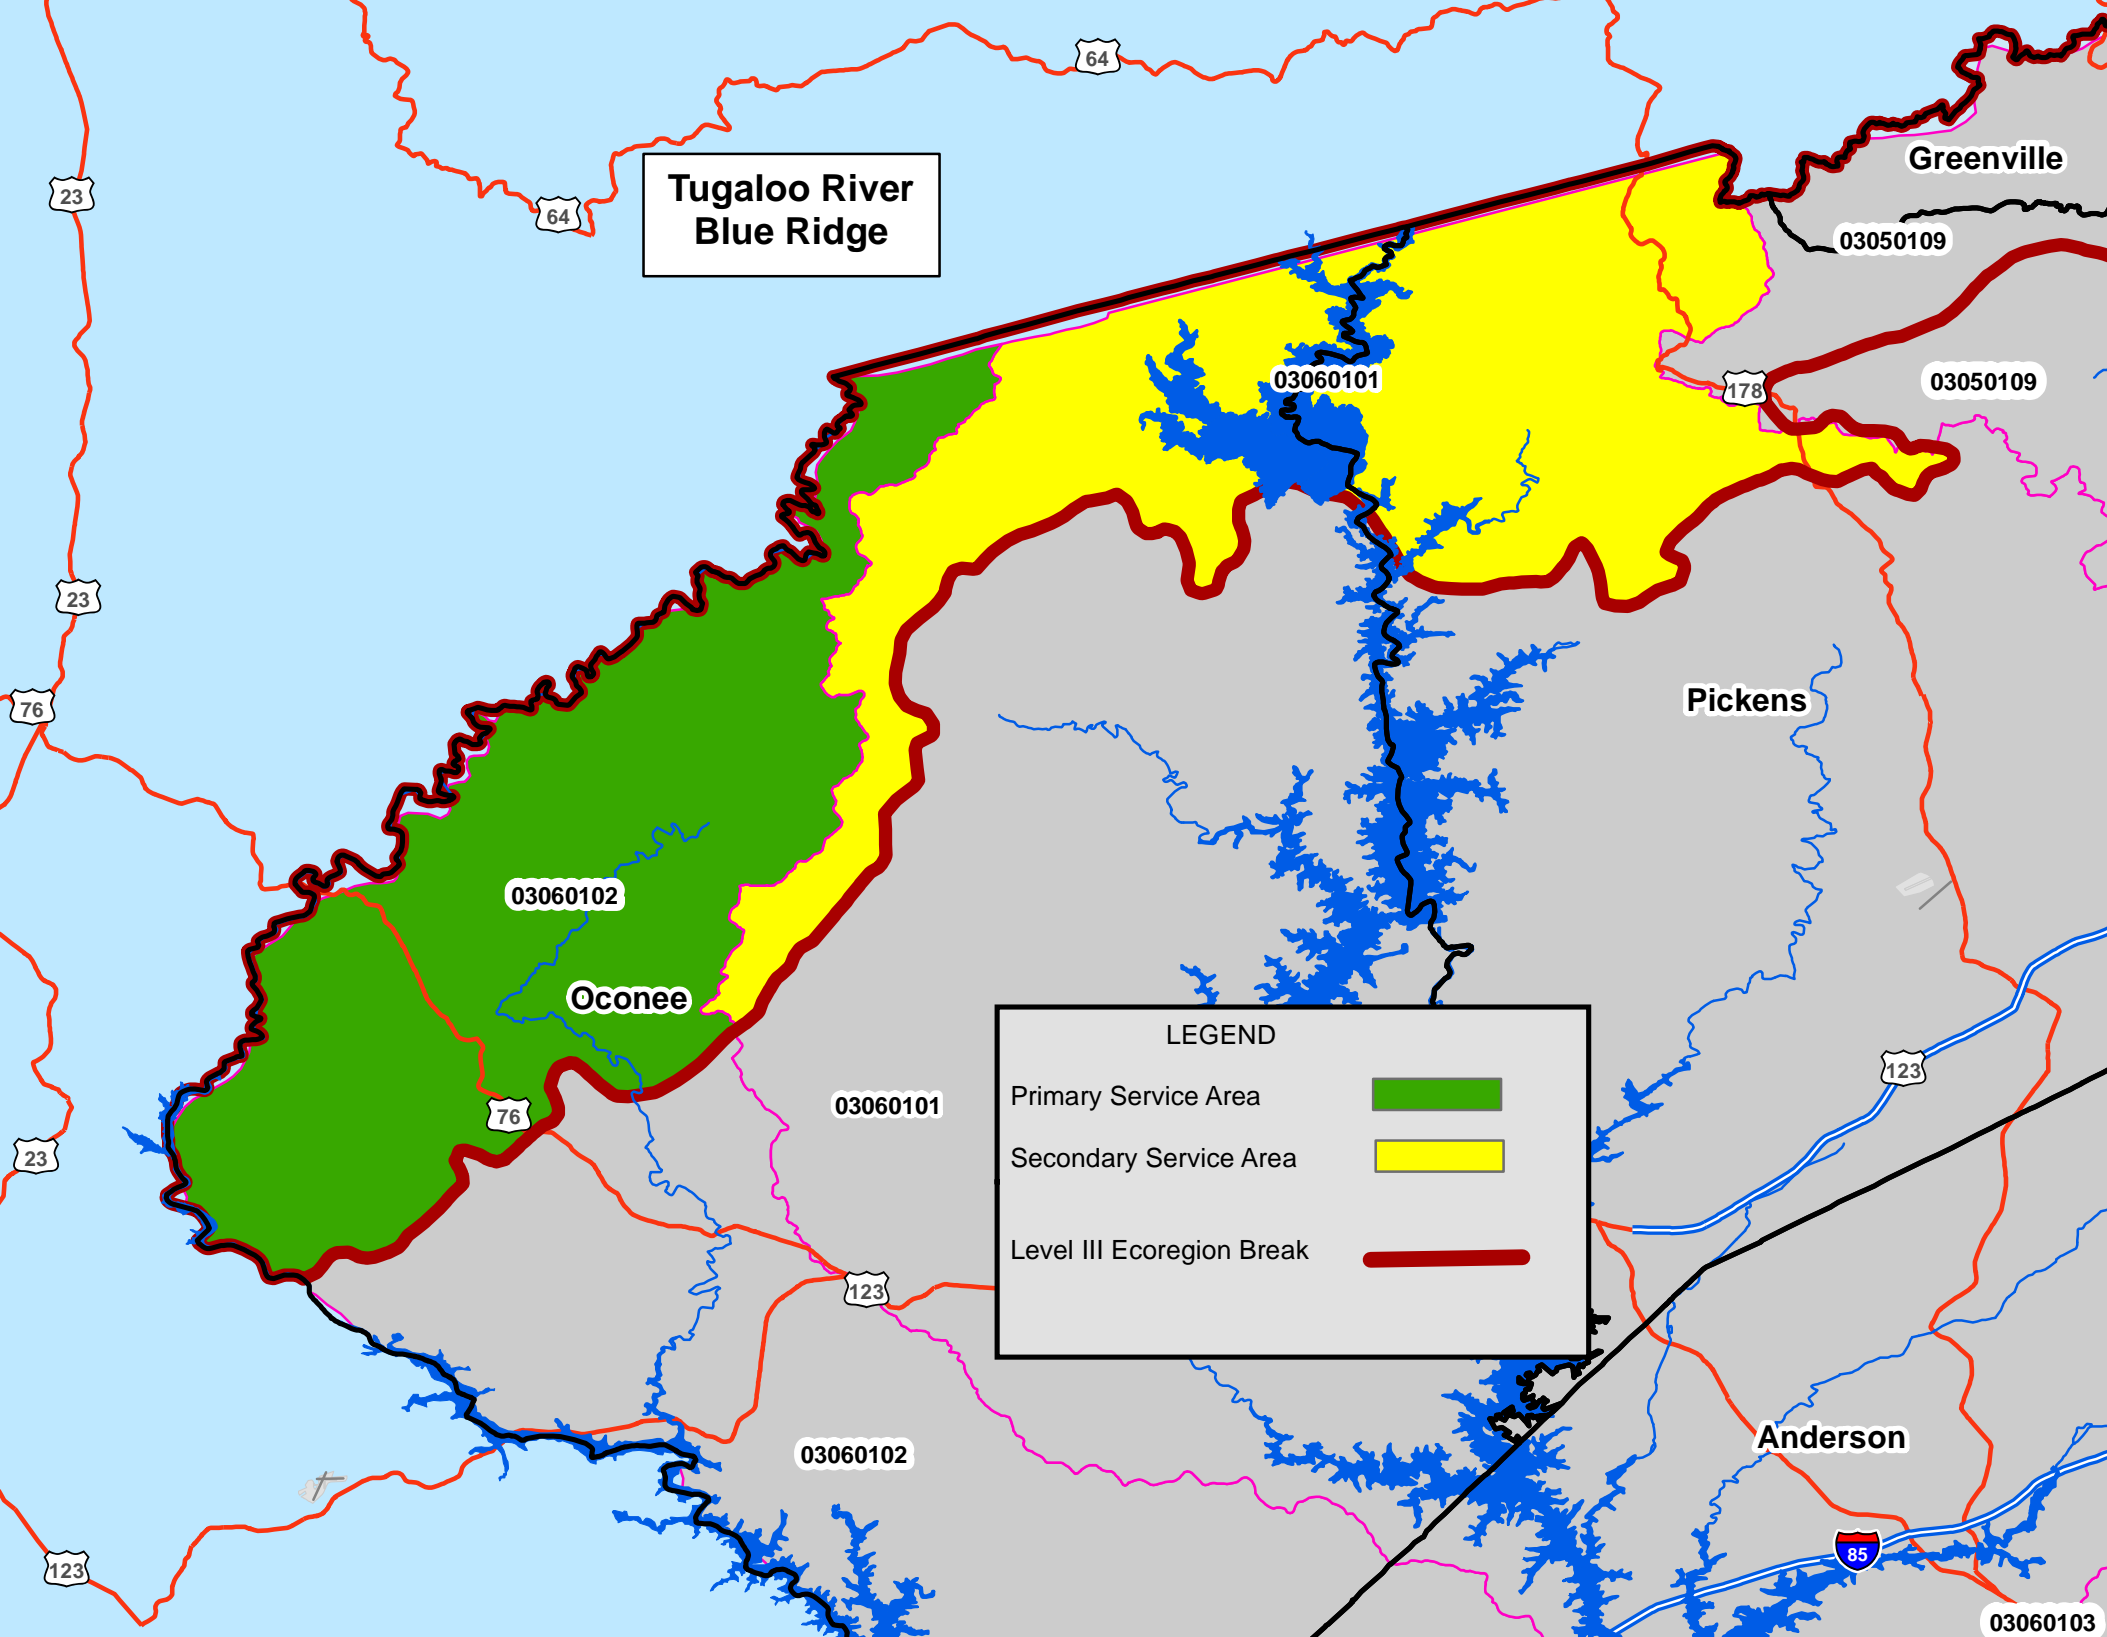 64
64
23
Tugaloo River
Blue Ridge
Greenville
03050109
03060101
178
03050109
23
76
Pickens
03060102
Oconee
76
03060101
23
LEGEND
Primary Service Area
Secondary Service Area
Level III Ecoregion Break
123
123
03060102
Anderson
123
85
03060103